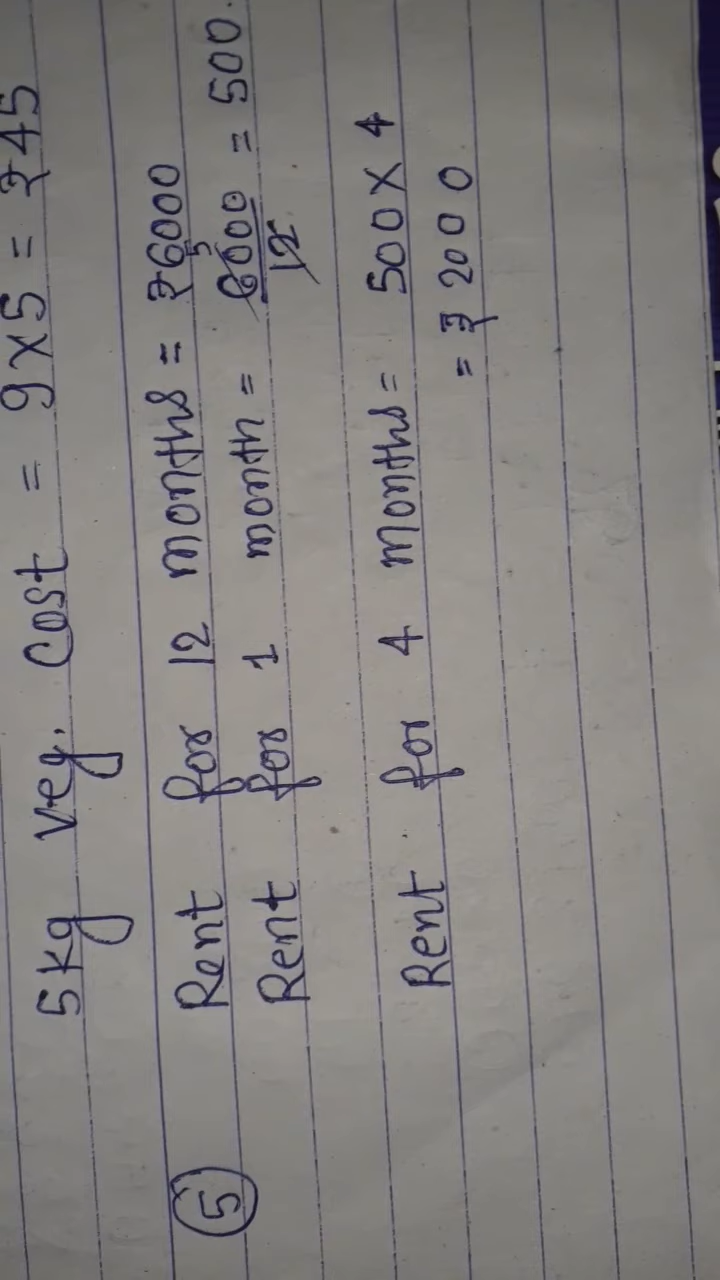 5kg veg. Cost = 9x5 = ₹45
5 Rent for 12 months = ₹6000
Rent for 1 month = 6000/12 = 500.
5
Rent for 4 months = 500 x 4
= ₹ 2000